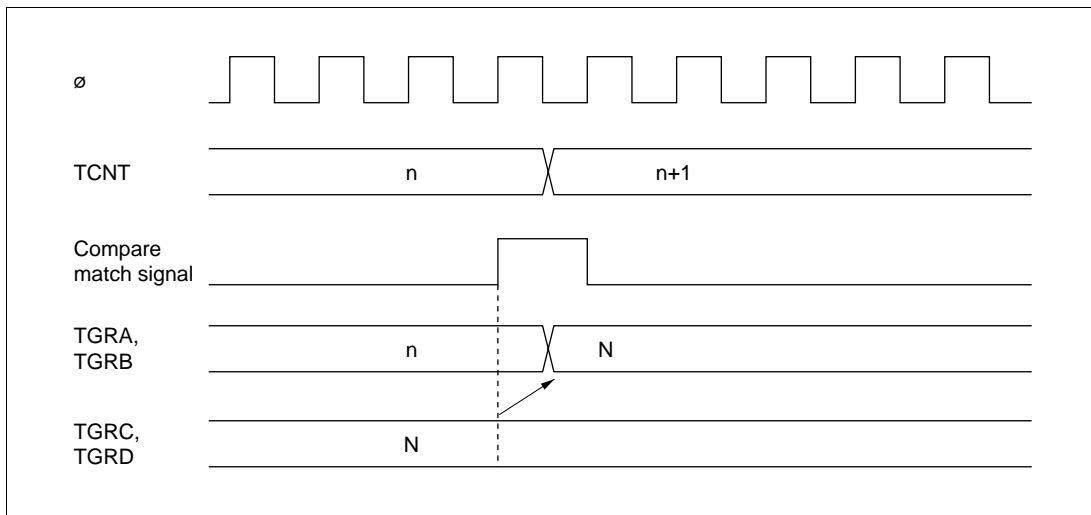 ø
TCNT
n
n+1
Compare
match signal
TGRA,
TGRB
n
N
TGRC,
TGRD
N